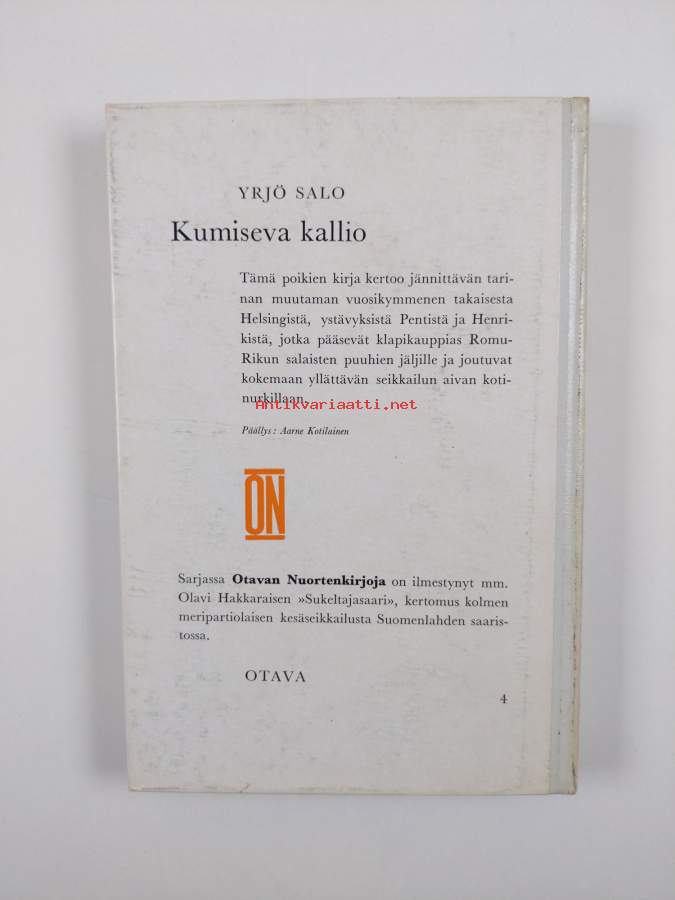 YRJÖ SALO
Kumiseva kallio
Tämä poikien kirja kertoo jännittävän tari-
nan muutaman vuosikymmenen takaisesta
Helsingistä, ystävyksistä Pentistä ja Henri-
kistä, jotka pääsevät klapikauppias Romu-
Rikun salaisten puuhien jäljille ja joutuvat
kokemaan yllättävän seikkailun aivan koti-
nurkillaan.
Antikvariaatti.net
Päällys: Aarne Kotilainen
ON
Sarjassa Otavan Nuortenkirjoja on ilmestynyt mm.
Olavi Hakkaraisen »Sukeltajasaari», kertomus kolmen
meripartiolaisen kesäseikkailusta Suomenlahden saaris-
tossa.
OTAVA
4